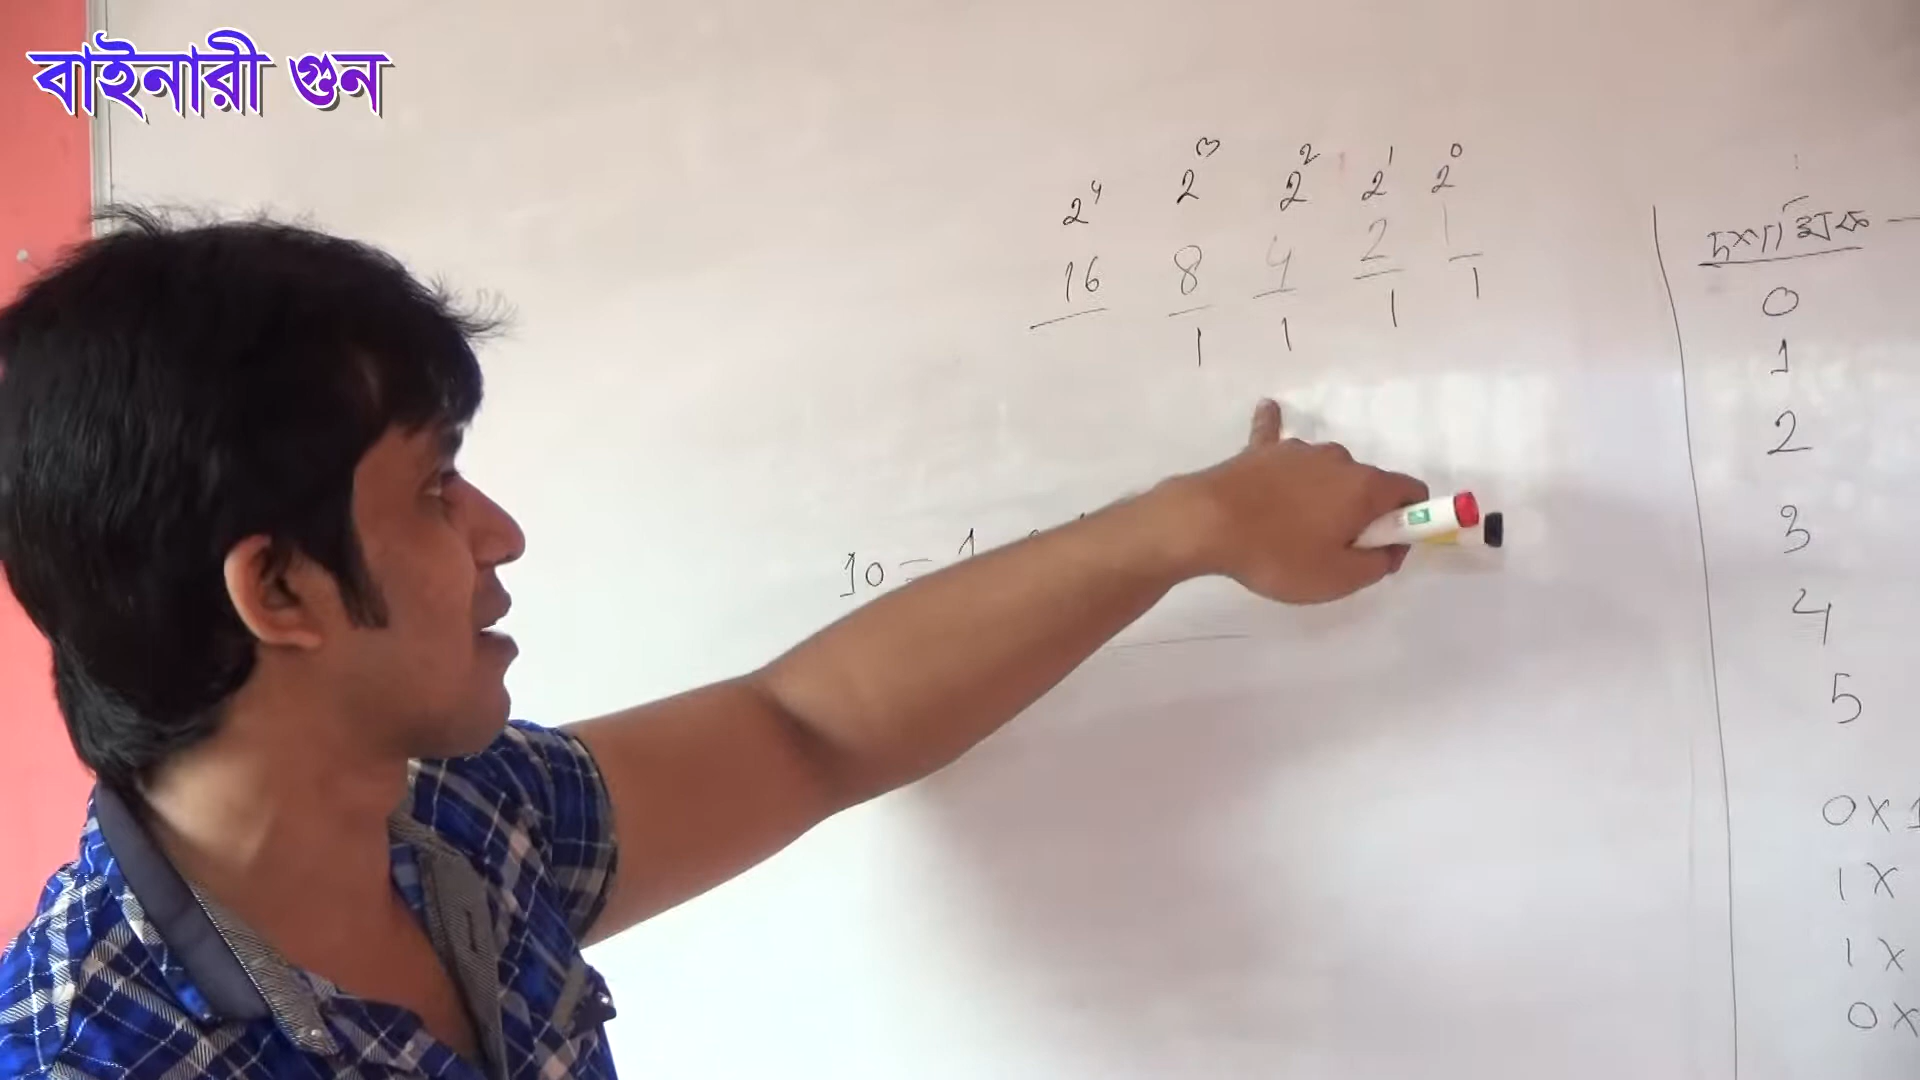 বাইনারী গুন
2⁴ 2³ 2² 2¹ 2⁰
16 8 4 2 1
1 1 1 1
10 =
দশমিক
0
1
2
3
4
5
0 X 1
1 X
1 X
0 X